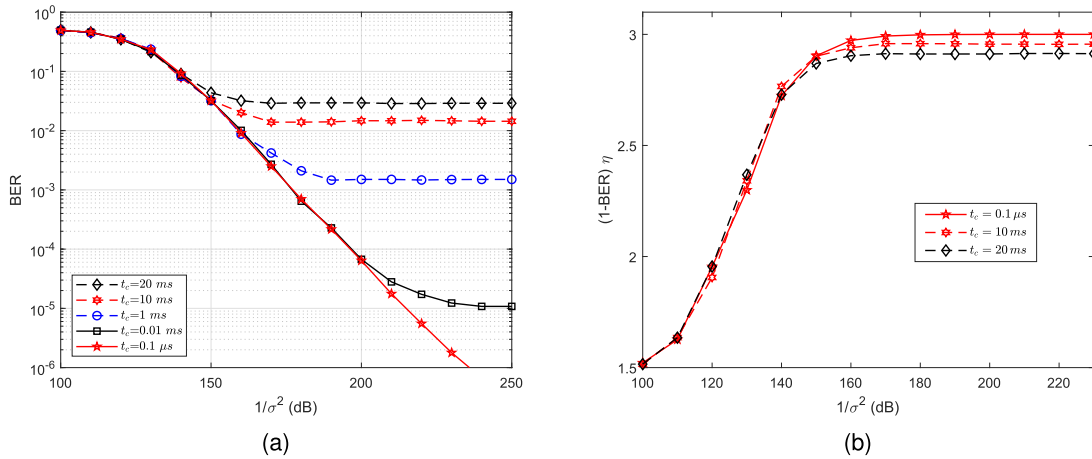 10^0
10^-1
10^-2
10^-3
10^-4
10^-5
10^-6
BER
t_c=20 ms
t_c=10 ms
t_c=1 ms
t_c=0.01 ms
t_c=0.1 μs
100
150
200
250
1/σ^2 (dB)
(a)
3
2.5
2
1.5
(1-BER) η
t_c = 0.1 μs
t_c = 10 ms
t_c = 20 ms
100
120
140
160
180
200
220
1/σ^2 (dB)
(b)